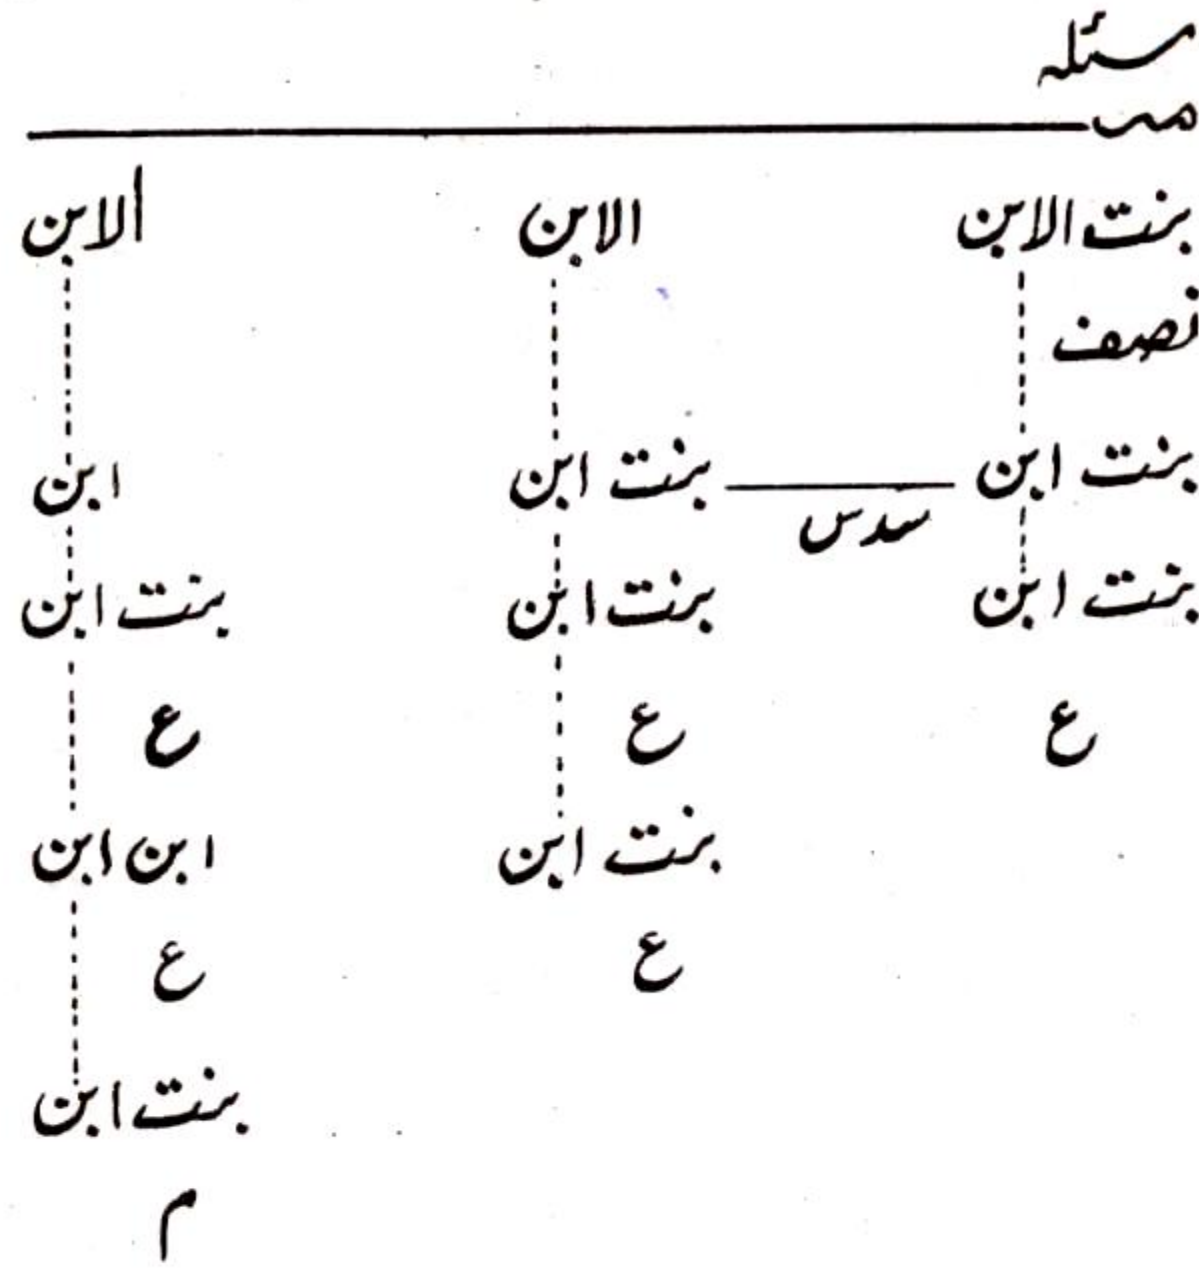 مسئلہ
مـــیـــ
بنت الابن الابن الابن
نصف
بنت ابن بنت ابن ابن
سدس
بنت ابن بنت ابن بنت ابن
ع ع ع
بنت ابن ابن ابن
ع ع
بنت ابن
م